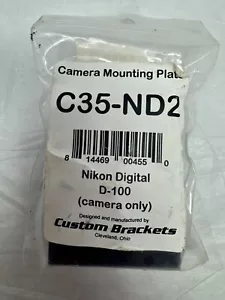 Camera Mounting Plate
C35-ND2
8 14469 00455 0
Nikon Digital
D-100
(camera only)
Designed and manufactured by
Custom Brackets
Cleveland, Ohio